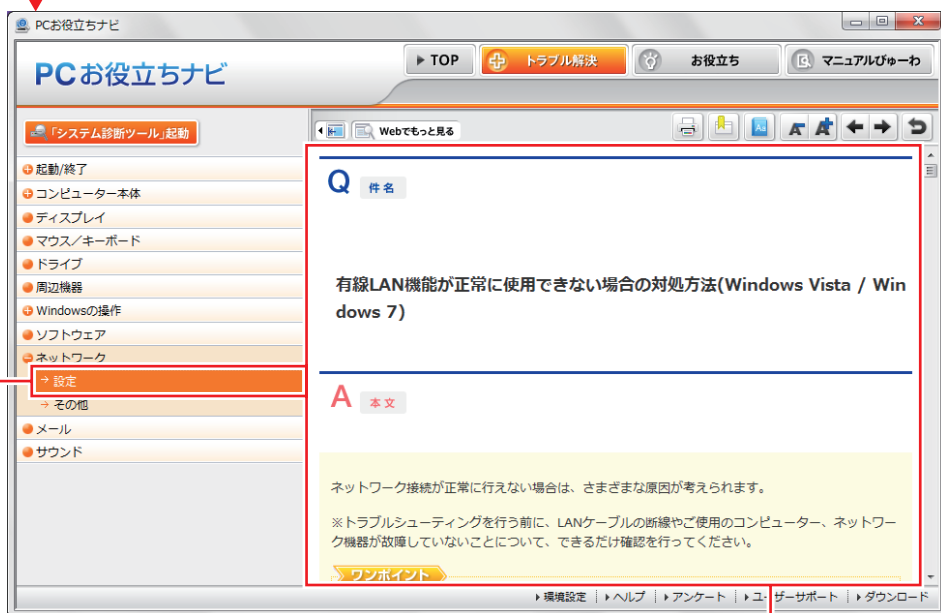 PCお役立ちナビ
PCお役立ちナビ
TOP
トラブル解決
お役立ち
マニュアルびゅーわ
「システム診断ツール」起動
Webでもっと見る
Aa
A
A
起動/終了
コンピューター本体
ディスプレイ
マウス/キーボード
ドライブ
周辺機器
Windowsの操作
ソフトウェア
ネットワーク
設定
その他
メール
サウンド
Q 件名
有線LAN機能が正常に使用できない場合の対処方法(Windows Vista / Win
dows 7)
A 本文
ネットワーク接続が正常に行えない場合は、さまざまな原因が考えられます。
※トラブルシューティングを行う前に、LANケーブルの断線やご使用のコンピューター、ネットワー
ク機器が故障していないことについて、できるだけ確認を行ってください。
ワンポイント
環境設定
ヘルプ
アンケート
ユーザーサポート
ダウンロード